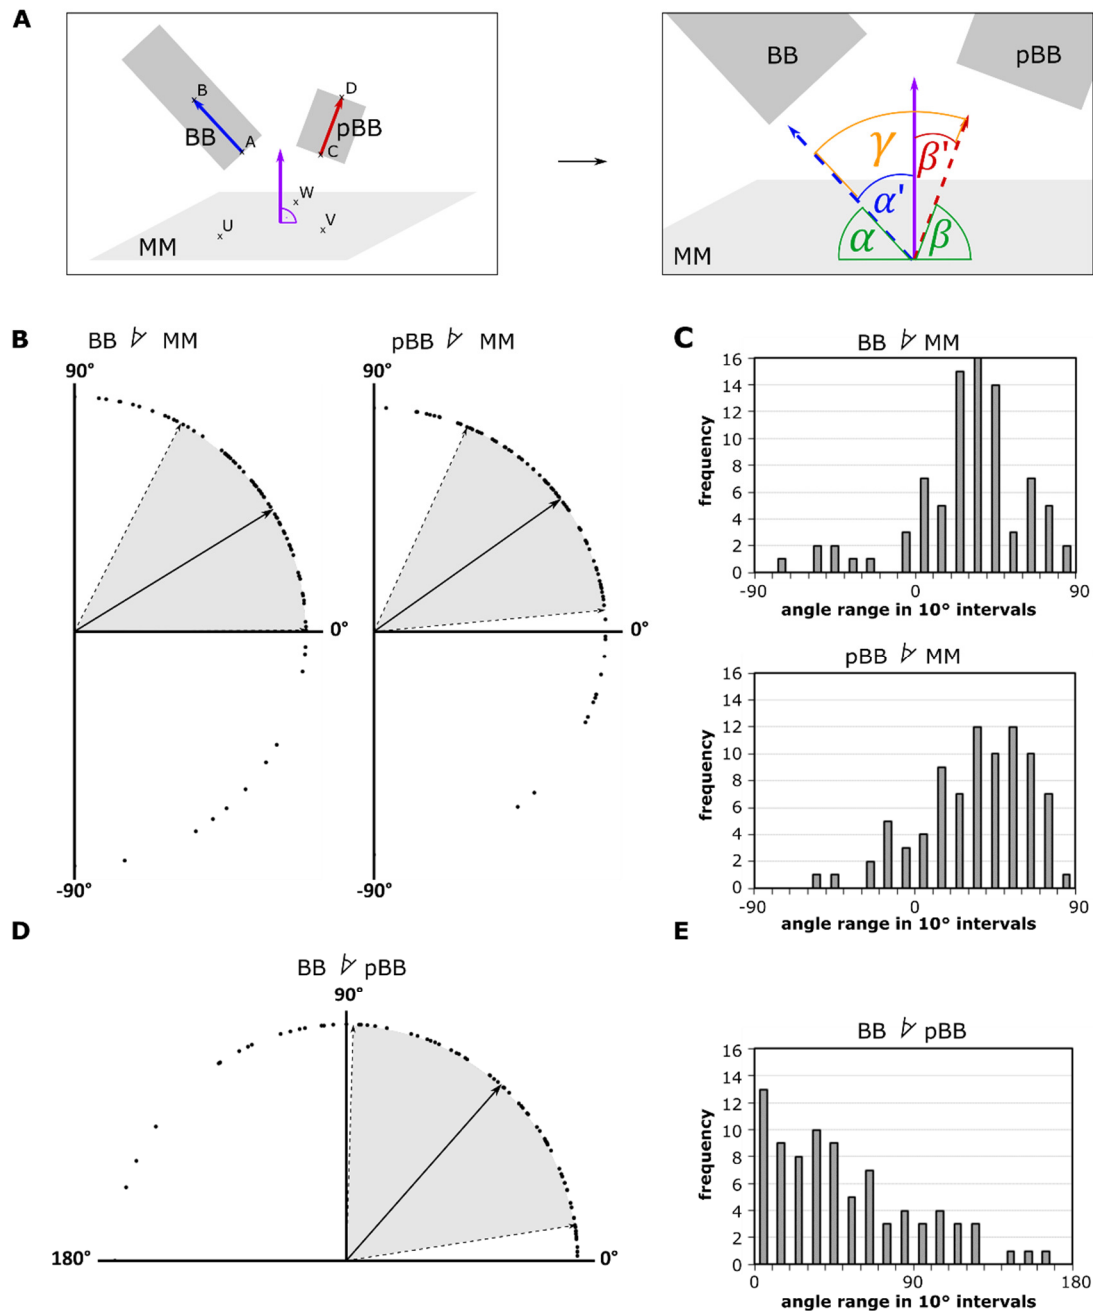 A
B
D
BB
pBB
A
C
W
U
V
MM
BB
pBB
γ
β'
α'
α
β
MM
B
BB ∢ MM
90°
0°
-90°
pBB ∢ MM
90°
0°
-90°
C
BB ∢ MM
16
14
12
10
8
6
4
2
0
frequency
-90
0
90
angle range in 10° intervals
pBB ∢ MM
16
14
12
10
8
6
4
2
0
frequency
-90
0
90
angle range in 10° intervals
D
BB ∢ pBB
90°
180°
0°
E
BB ∢ pBB
16
14
12
10
8
6
4
2
0
frequency
0
90
180
angle range in 10° intervals